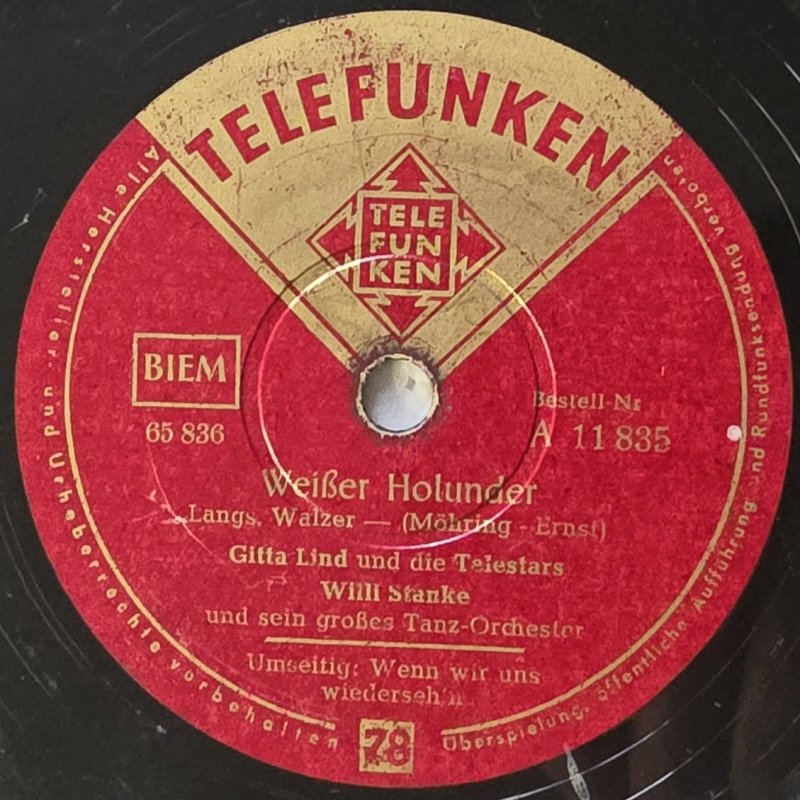 TELEFUNKEN
TELE
FUN
KEN
BIEM
65 836
Bestell-Nr
A 11 835
Weißer Holunder
Langs. Walzer — (Möhring - Ernst)
Gitta Lind und die Telestars
Willi Stanke
und sein großes Tanz-Orchester
Umseitig: Wenn wir uns
wiederseh'n
78
Alle Hersteller- und Urheberrechte vorbehalten
Überspielung, öffentliche Aufführung und Rundfunksendung verboten